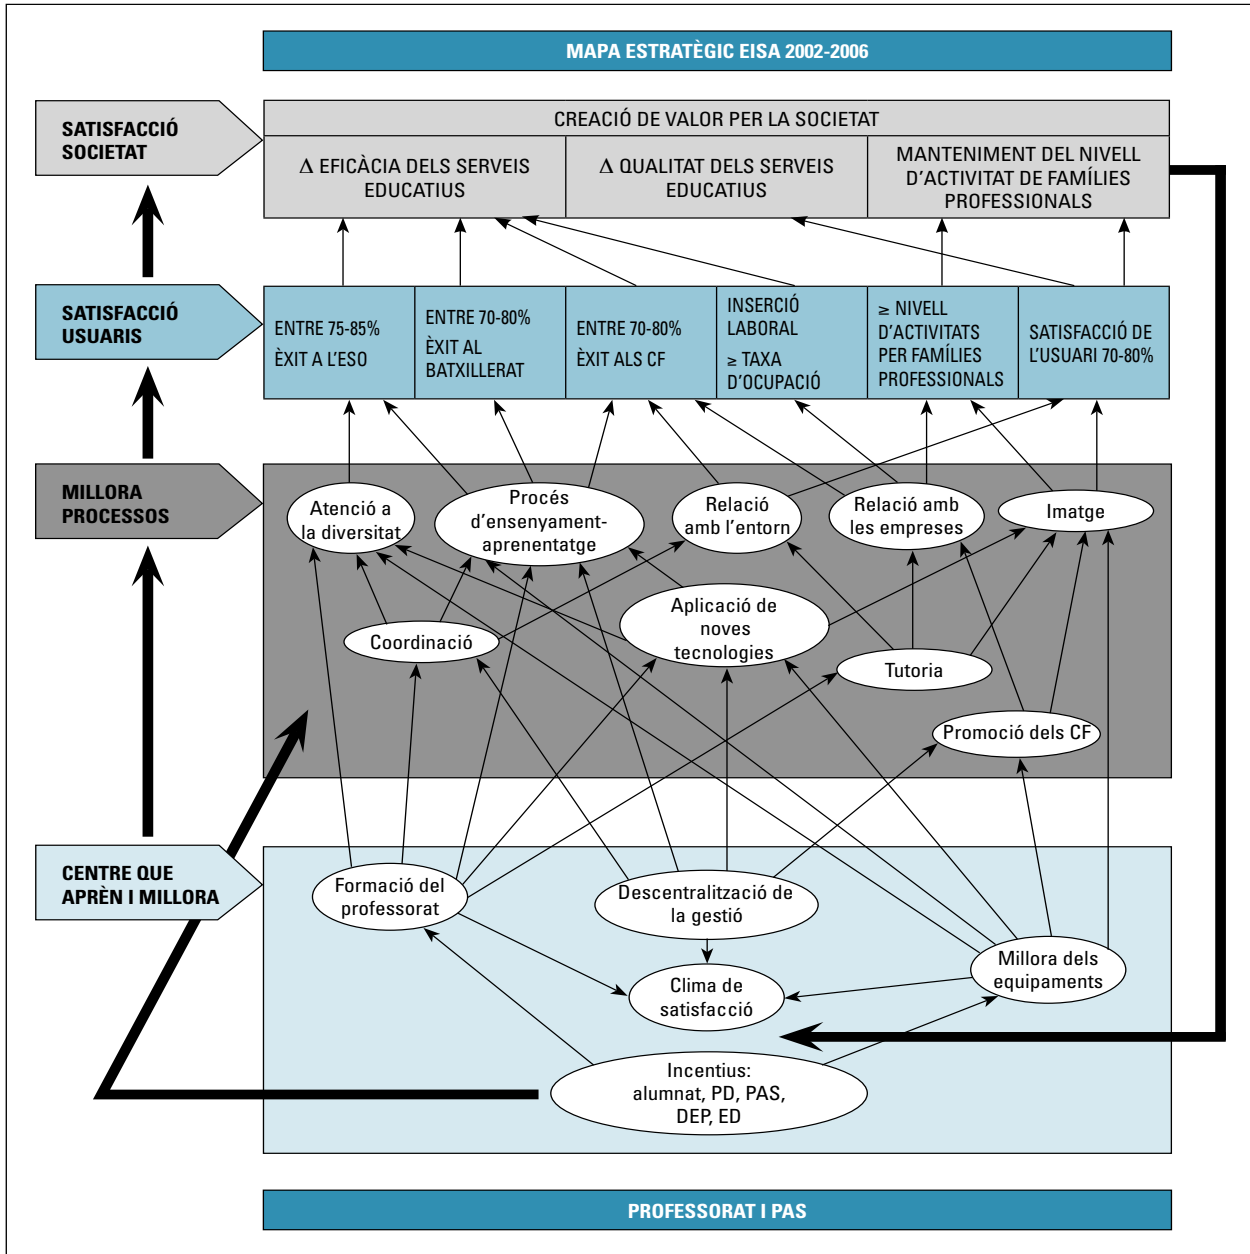 MAPA ESTRATÈGIC EISA 2002-2006
SATISFACCIÓ
SOCIETAT
CREACIÓ DE VALOR PER LA SOCIETAT
Δ EFICÀCIA DELS SERVEIS
EDUCATIUS
Δ QUALITAT DELS SERVEIS
EDUCATIUS
MANTENIMENT DEL NIVELL
D'ACTIVITAT DE FAMÍLIES
PROFESSIONALS
SATISFACCIÓ
USUARIS
ENTRE 75-85%
ÈXIT A L'ESO
ENTRE 70-80%
ÈXIT AL
BATXILLERAT
ENTRE 70-80%
ÈXIT ALS CF
INSERCIÓ
LABORAL
≥ TAXA
D'OCUPACIÓ
≥ NIVELL
D'ACTIVITATS
PER FAMÍLIES
PROFESSIONALS
SATISFACCIÓ DE
L'USUARI 70-80%
MILLORA
PROCESSOS
Atenció a
la diversitat
Procés
d'ensenyament-
aprenentatge
Relació
amb l'entorn
Relació amb
les empreses
Imatge
Coordinació
Aplicació de
noves
tecnologies
Tutoria
Promoció dels CF
CENTRE QUE
APRÈN I MILLORA
Formació del
professorat
Descentralització de
la gestió
Millora dels
equipaments
Clima de
satisfacció
Incentius:
alumnat, PD, PAS,
DEP, ED
PROFESSORAT I PAS